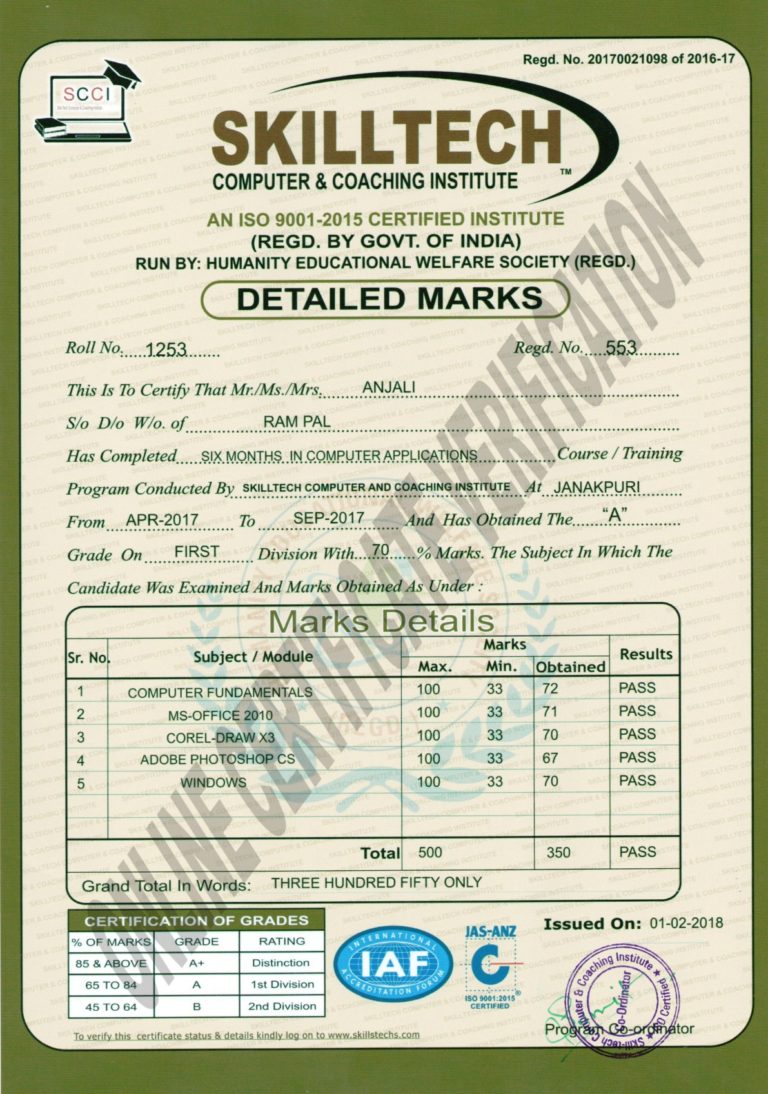 Regd. No. 20170021098 of 2016-17
SCCI
SKILLTECH
COMPUTER & COACHING INSTITUTE ™
AN ISO 9001-2015 CERTIFIED INSTITUTE
(REGD. BY GOVT. OF INDIA)
RUN BY: HUMANITY EDUCATIONAL WELFARE SOCIETY (REGD.)
DETAILED MARKS
Roll No. 1253 Regd. No. 553
This Is To Certify That Mr./Ms./Mrs. ANJALI
S/o D/o W/o. of RAM PAL
Has Completed SIX MONTHS IN COMPUTER APPLICATIONS Course / Training
Program Conducted By SKILLTECH COMPUTER AND COACHING INSTITUTE At JANAKPURI
From APR-2017 To SEP-2017 And Has Obtained The "A"
Grade On FIRST Division With 70 % Marks. The Subject In Which The
Candidate Was Examined And Marks Obtained As Under :
Marks Details
Sr. No. Subject / Module Marks Results
Max. Min. Obtained
1 COMPUTER FUNDAMENTALS 100 33 72 PASS
2 MS-OFFICE 2010 100 33 71 PASS
3 COREL-DRAW X3 100 33 70 PASS
4 ADOBE PHOTOSHOP CS 100 33 67 PASS
5 WINDOWS 100 33 70 PASS
Total 500 350 PASS
Grand Total In Words: THREE HUNDRED FIFTY ONLY
CERTIFICATION OF GRADES
% OF MARKS GRADE RATING
85 & ABOVE A+ Distinction
65 TO 84 A 1st Division
45 TO 64 B 2nd Division
INTERNATIONAL
IAF
ACCREDITATION FORUM
JAS-ANZ
®
ISO 9001:2015
CERTIFIED
Issued On: 01-02-2018
Skill-tech Computer & Coaching Institute ★ ISO Certified ★
Co-Ordinator
Program Co-ordinator
To verify this certificate status & details kindly log on to www.skillstechs.com
ONLINE CERTIFICATE VERIFICATION